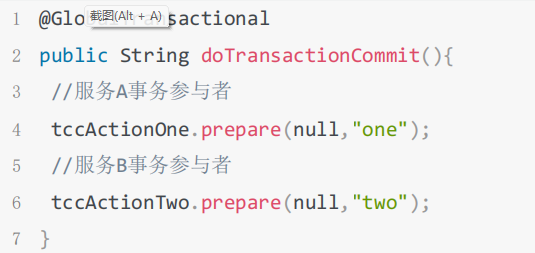 1 @Glo
截图(Alt + A)
nsactional
2 public String doTransactionCommit(){
3 //服务A事务参与者
4 tccActionOne.prepare(null,"one");
5 //服务B事务参与者
6 tccActionTwo.prepare(null,"two");
7 }